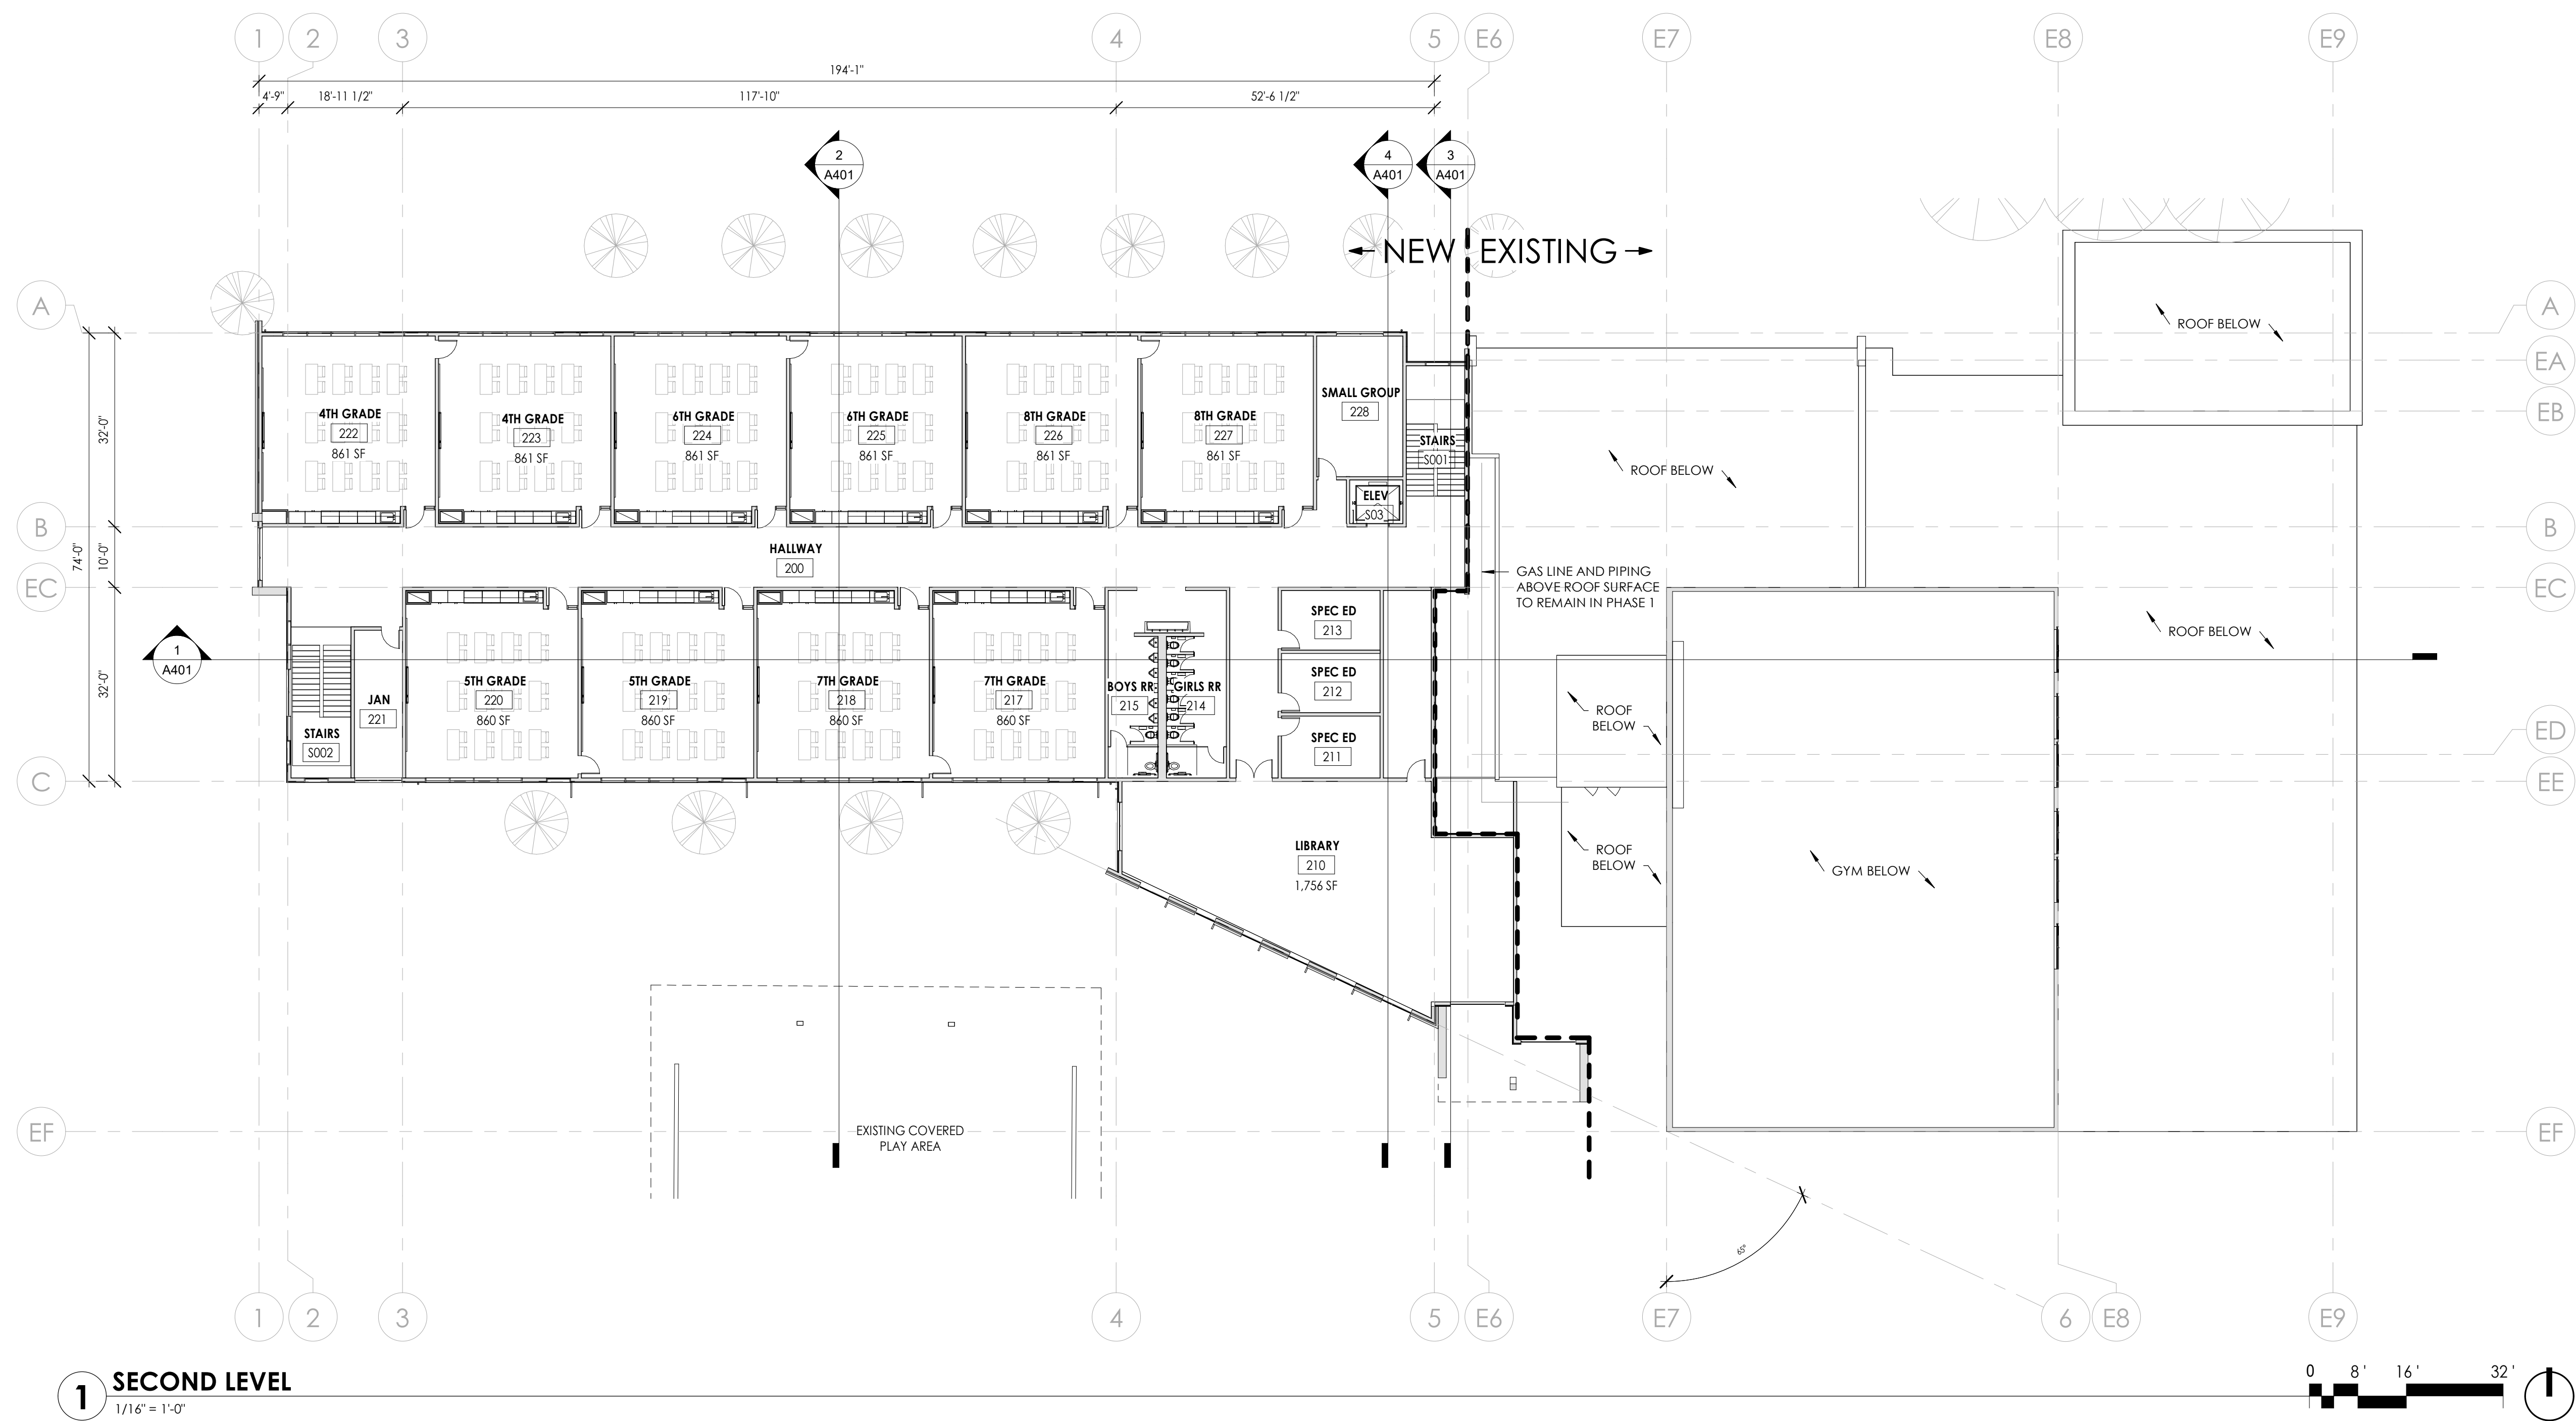 1 2 3 4 5 E6 E7 E8 E9
194'-1"
4'-9" 18'-11 1/2" 117'-10" 52'-6 1/2"
2
A401
4
A401
3
A401
NEW EXISTING
A
A
EA
EB
ROOF BELOW
32'-0"
4TH GRADE
222
861 SF
4TH GRADE
223
861 SF
6TH GRADE
224
861 SF
6TH GRADE
225
861 SF
8TH GRADE
226
861 SF
8TH GRADE
227
861 SF
SMALL GROUP
228
STAIRS
S001
ELEV
S03
ROOF BELOW
B
B
74'-0"
10'-0"
HALLWAY
200
GAS LINE AND PIPING
ABOVE ROOF SURFACE
TO REMAIN IN PHASE 1
EC
EC
ROOF BELOW
1
A401
32'-0"
STAIRS
S002
JAN
221
5TH GRADE
220
860 SF
5TH GRADE
219
860 SF
7TH GRADE
218
860 SF
7TH GRADE
217
860 SF
BOYS RR
215
GIRLS RR
214
SPEC ED
213
SPEC ED
212
SPEC ED
211
ROOF
BELOW
ED
C
EE
LIBRARY
210
1,756 SF
ROOF
BELOW
GYM BELOW
EF
EF
EXISTING COVERED
PLAY AREA
65°
1 2 3 4 5 E6 E7 6 E8 E9
1 SECOND LEVEL
1/16" = 1'-0"
0 8' 16' 32'